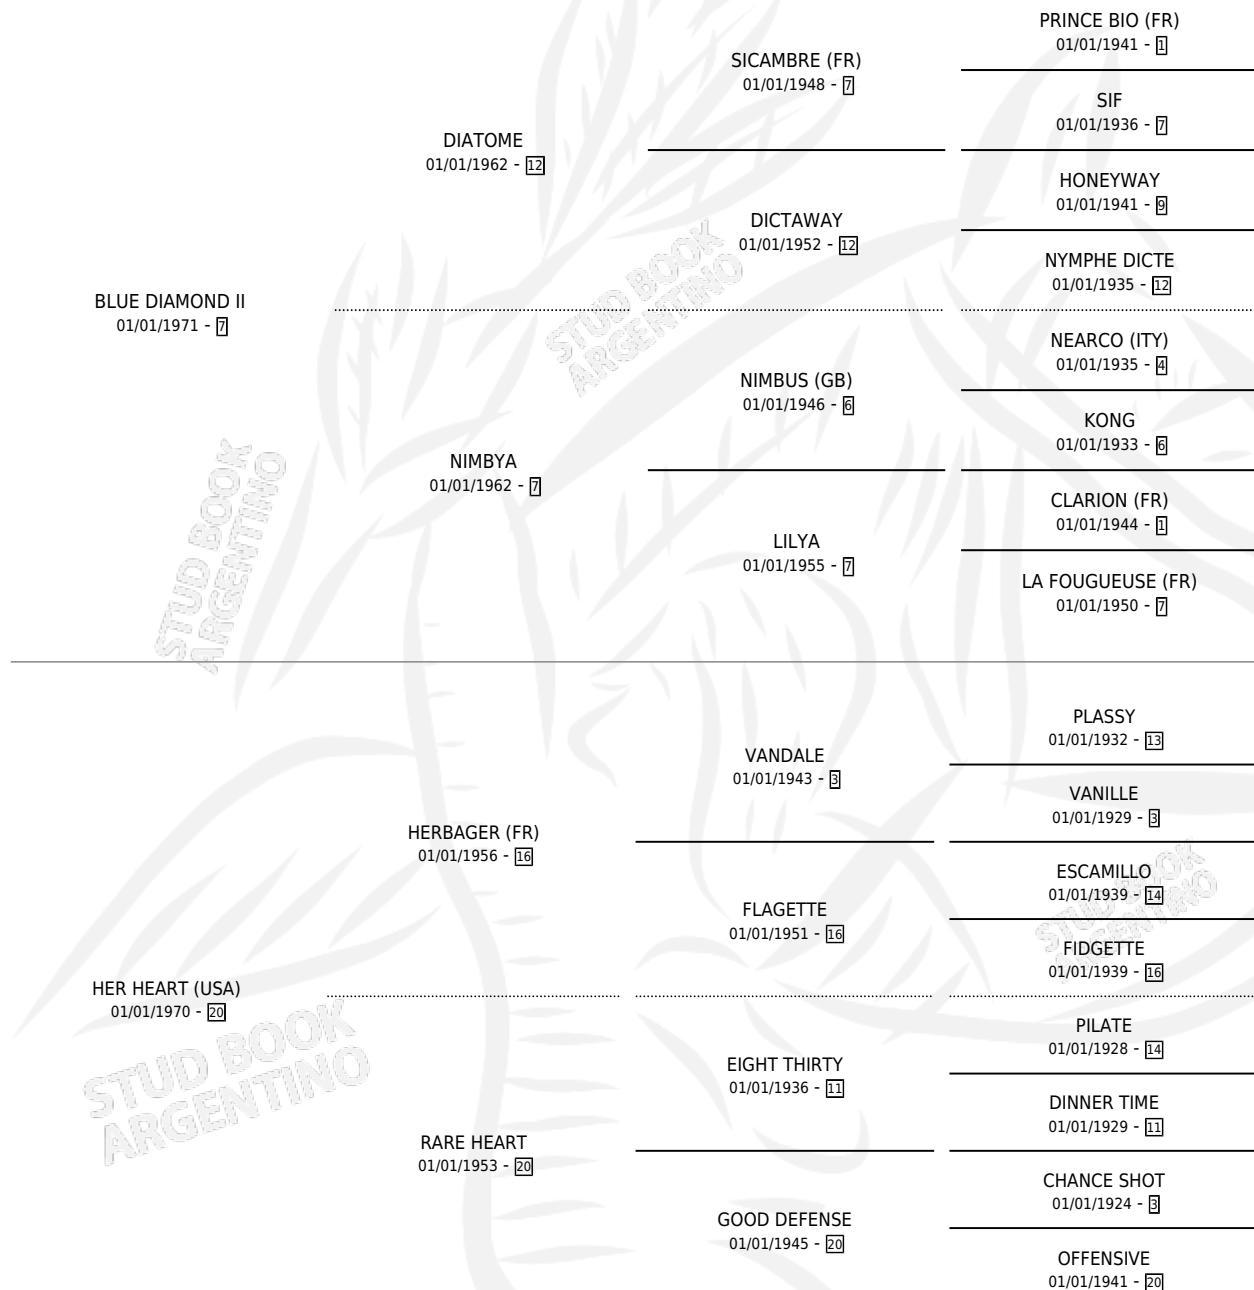 PRINCE BIO (FR)
01/01/1941 - 1
SICAMBRE (FR)
01/01/1948 - 7
SIF
01/01/1936 - 7
DIATOME
01/01/1962 - 12
HONEYWAY
01/01/1941 - 9
DICTAWAY
01/01/1952 - 12
NYMPHE DICTE
01/01/1935 - 12
BLUE DIAMOND II
01/01/1971 - 7
NEARCO (ITY)
01/01/1935 - 4
NIMBUS (GB)
01/01/1946 - 6
KONG
01/01/1933 - 6
NIMBYA
01/01/1962 - 7
CLARION (FR)
01/01/1944 - 1
LILYA
01/01/1955 - 7
LA FOUGUEUSE (FR)
01/01/1950 - 7
PLASSY
01/01/1932 - 13
VANDALE
01/01/1943 - 3
VANILLE
01/01/1929 - 3
HERBAGER (FR)
01/01/1956 - 16
ESCAMILLO
01/01/1939 - 14
FLAGETTE
01/01/1951 - 16
FIDGETTE
01/01/1939 - 16
HER HEART (USA)
01/01/1970 - 20
PILATE
01/01/1928 - 14
EIGHT THIRTY
01/01/1936 - 11
DINNER TIME
01/01/1929 - 11
RARE HEART
01/01/1953 - 20
CHANCE SHOT
01/01/1924 - 3
GOOD DEFENSE
01/01/1945 - 20
OFFENSIVE
01/01/1941 - 20
STUD BOOK
ARGENTINO
STUD BOOK
ARGENTINO
STUD BOOK
ARGENTINO
STUD BOOK
ARGENTINO